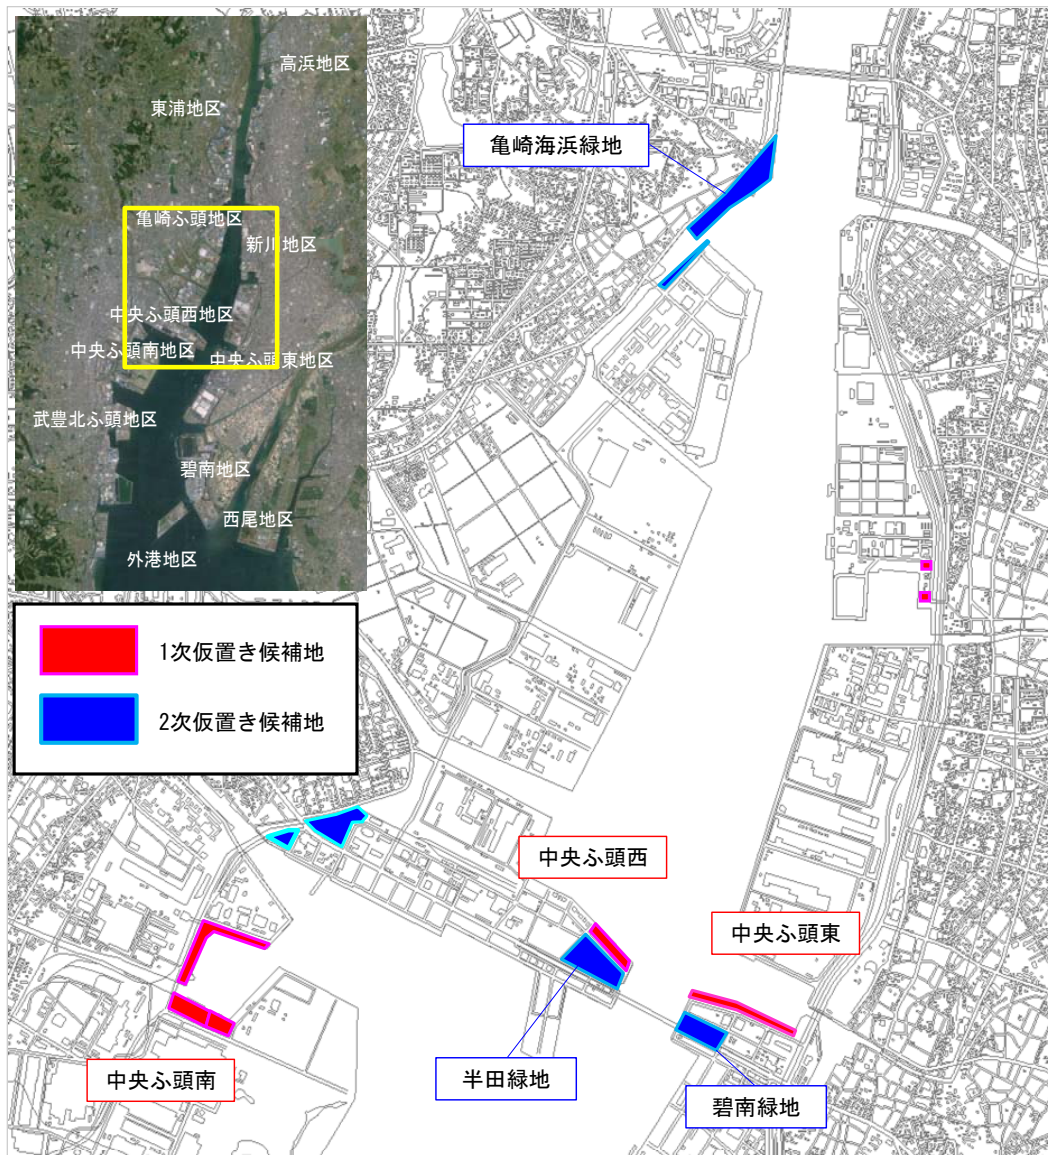 高浜地区
東浦地区
亀崎ふ頭地区
新川地区
中央ふ頭西地区
中央ふ頭南地区
中央ふ頭東地区
武豊北ふ頭地区
碧南地区
西尾地区
外港地区
亀崎海浜緑地
1次仮置き候補地
2次仮置き候補地
中央ふ頭西
中央ふ頭東
中央ふ頭南
半田緑地
碧南緑地